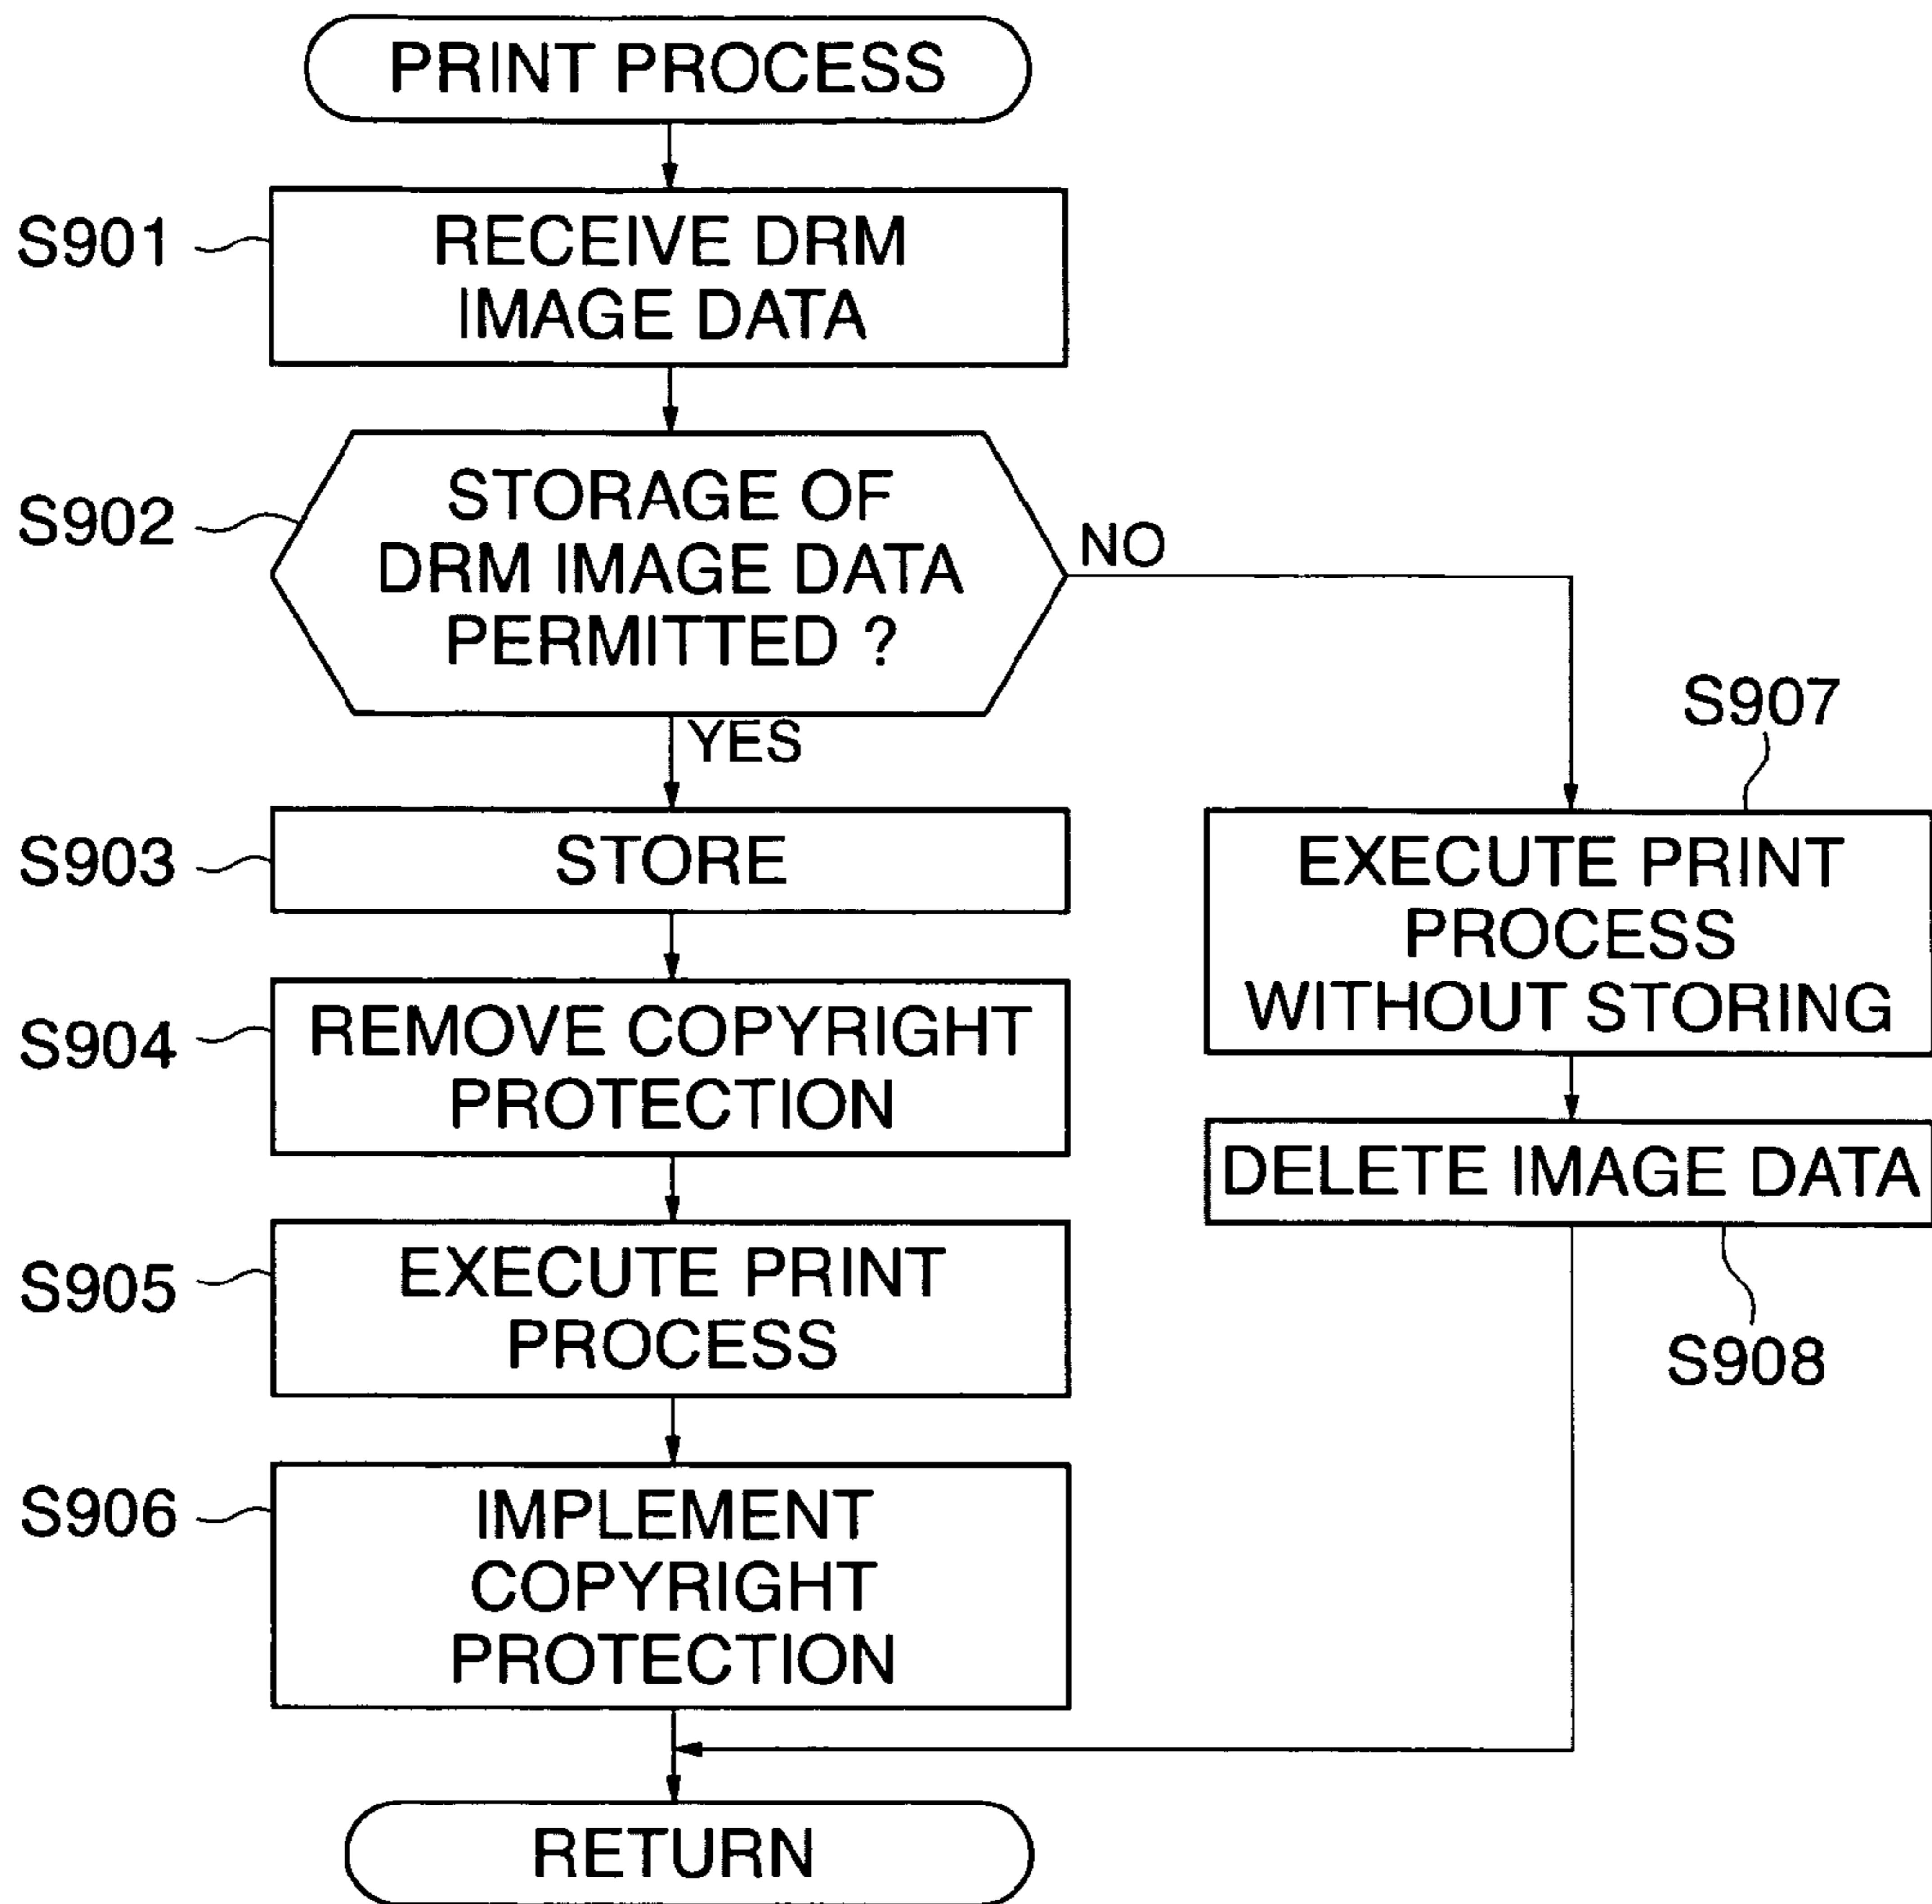 PRINT PROCESS
S901
RECEIVE DRM
IMAGE DATA
S902
STORAGE OF
DRM IMAGE DATA
PERMITTED ?
NO
YES
S903
STORE
S904
REMOVE COPYRIGHT
PROTECTION
S905
EXECUTE PRINT
PROCESS
S906
IMPLEMENT
COPYRIGHT
PROTECTION
S907
EXECUTE PRINT
PROCESS
WITHOUT STORING
DELETE IMAGE DATA
S908
RETURN